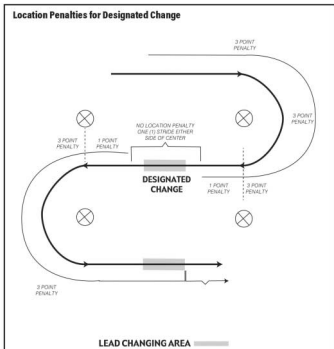 Location Penalties for Designated Change
3 POINT
PENALTY
NO LOCATION PENALTY
ONE (1) STRIDE EITHER
SIDE OF CENTER
3 POINT
PENALTY
3 POINT
PENALTY
1 POINT
PENALTY
DESIGNATED
CHANGE
1 POINT
PENALTY
3 POINT
PENALTY
3 POINT
PENALTY
LEAD CHANGING AREA